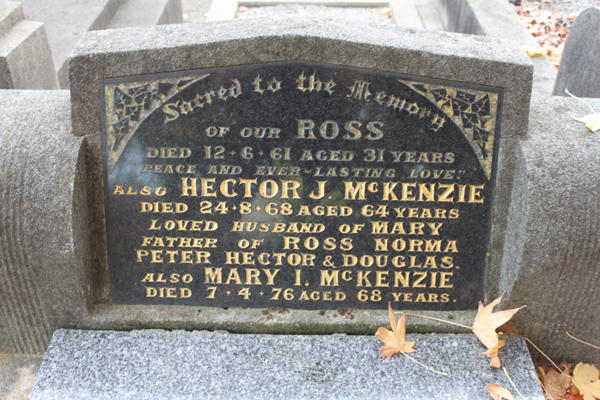 Sacred to the Memory
OF OUR ROSS
DIED 12·6·61 AGED 31 YEARS
"PEACE AND EVER-LASTING LOVE."
ALSO HECTOR J. McKENZIE
DIED 24·8·68 AGED 64 YEARS
LOVED HUSBAND OF MARY
FATHER OF ROSS NORMA
PETER HECTOR & DOUGLAS.
ALSO MARY I. McKENZIE
DIED 7·4·76 AGED 68 YEARS.